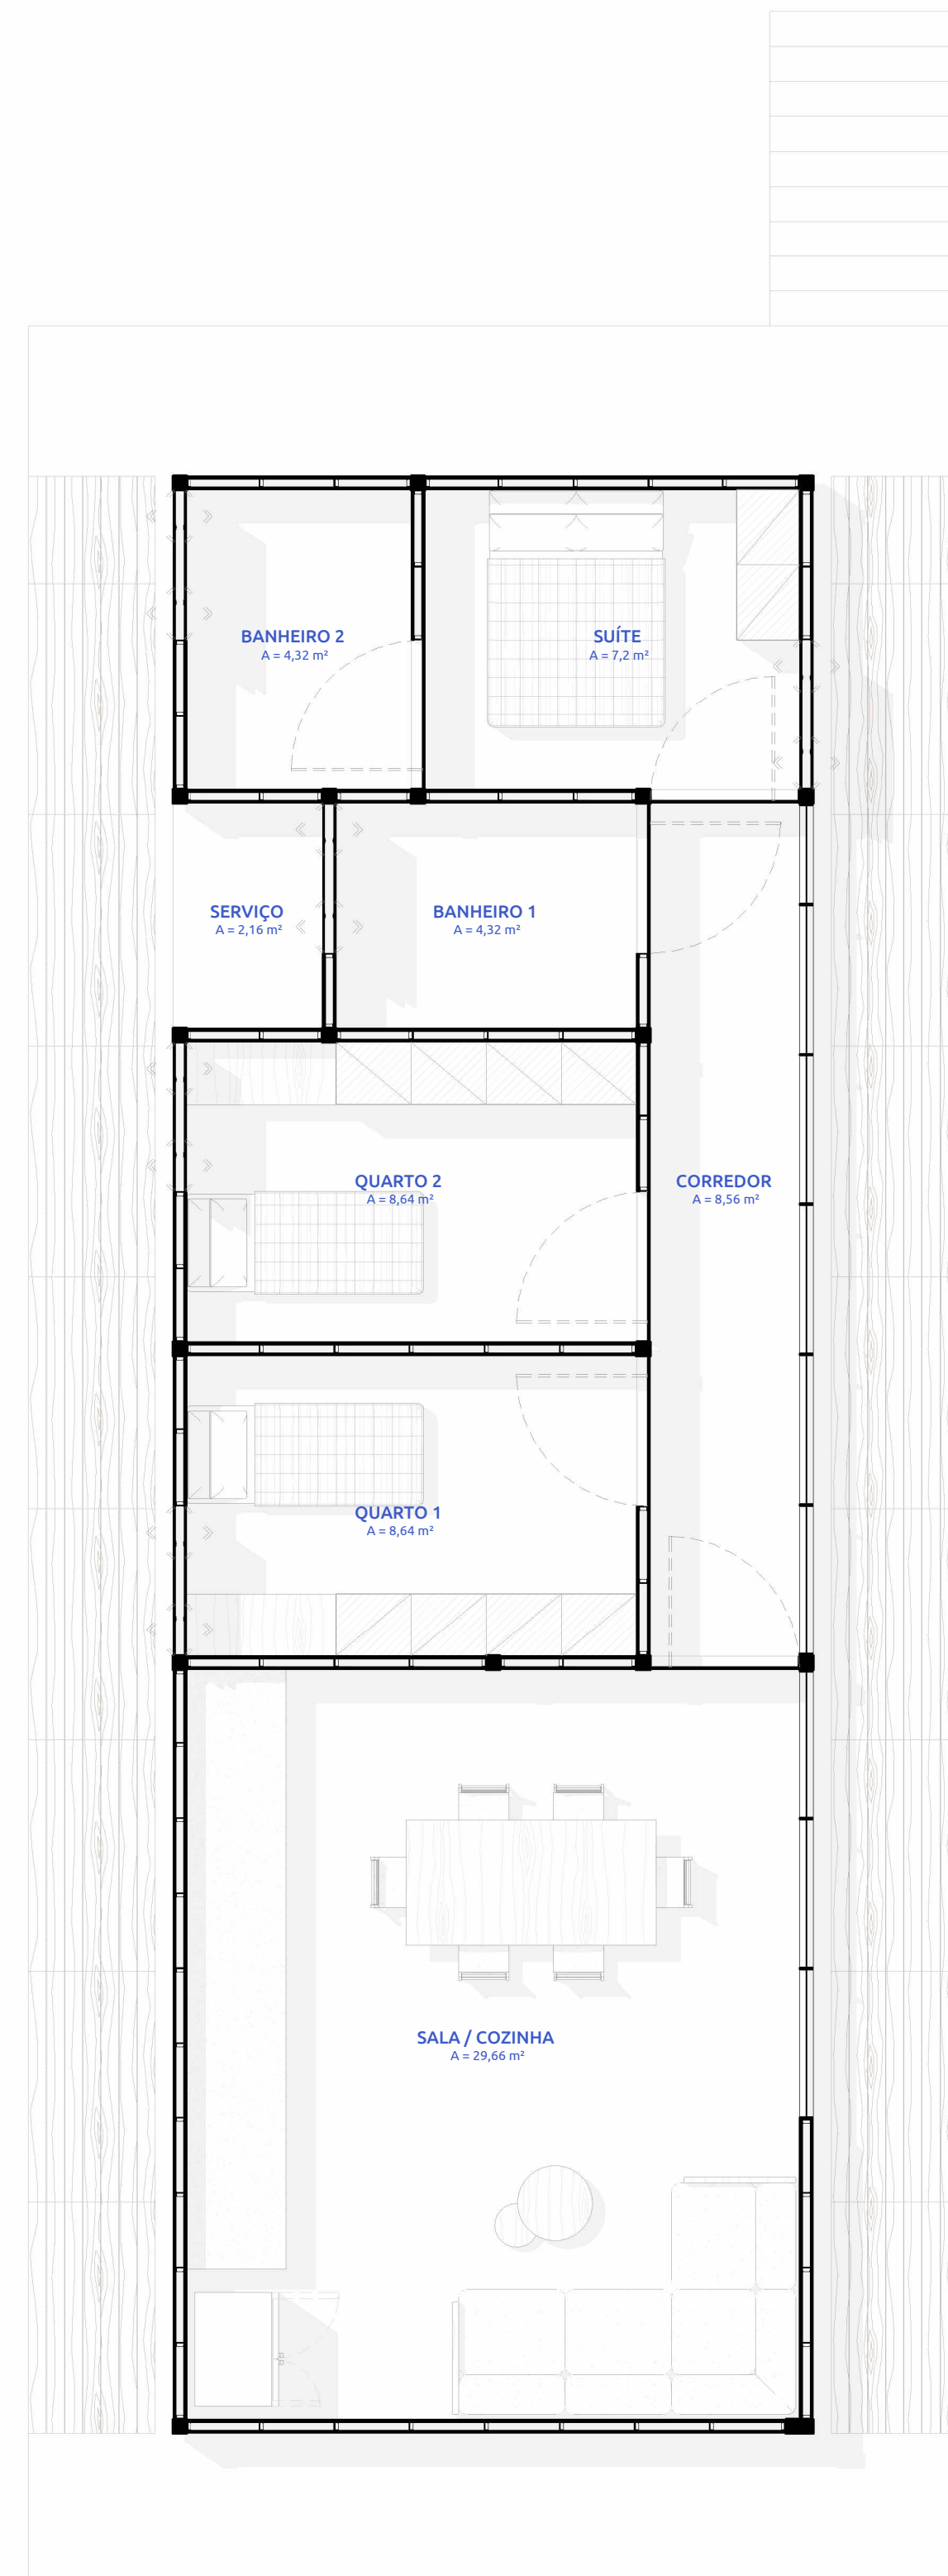 BANHEIRO 2
A = 4,32 m²
SUÍTE
A = 7,2 m²
SERVIÇO
A = 2,16 m²
BANHEIRO 1
A = 4,32 m²
QUARTO 2
A = 8,64 m²
CORREDOR
A = 8,56 m²
QUARTO 1
A = 8,64 m²
SALA / COZINHA
A = 29,66 m²